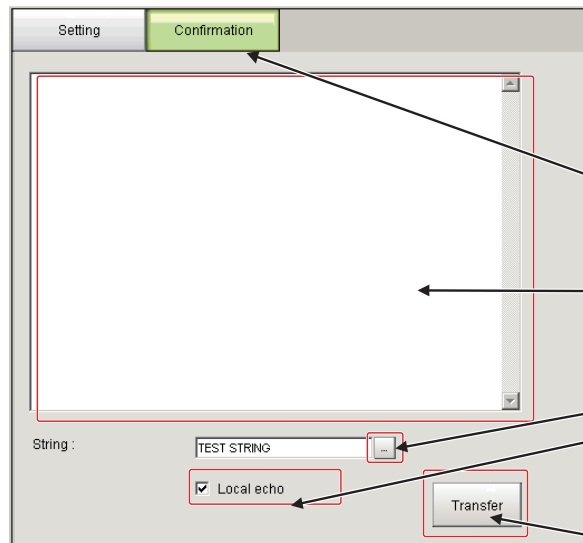 Setting Confirmation
String :
TEST STRING ...
Local echo
Transfer